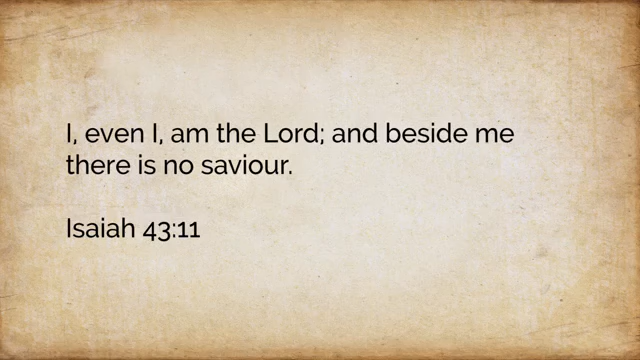 I, even I, am the Lord; and beside me
there is no saviour.
Isaiah 43:11